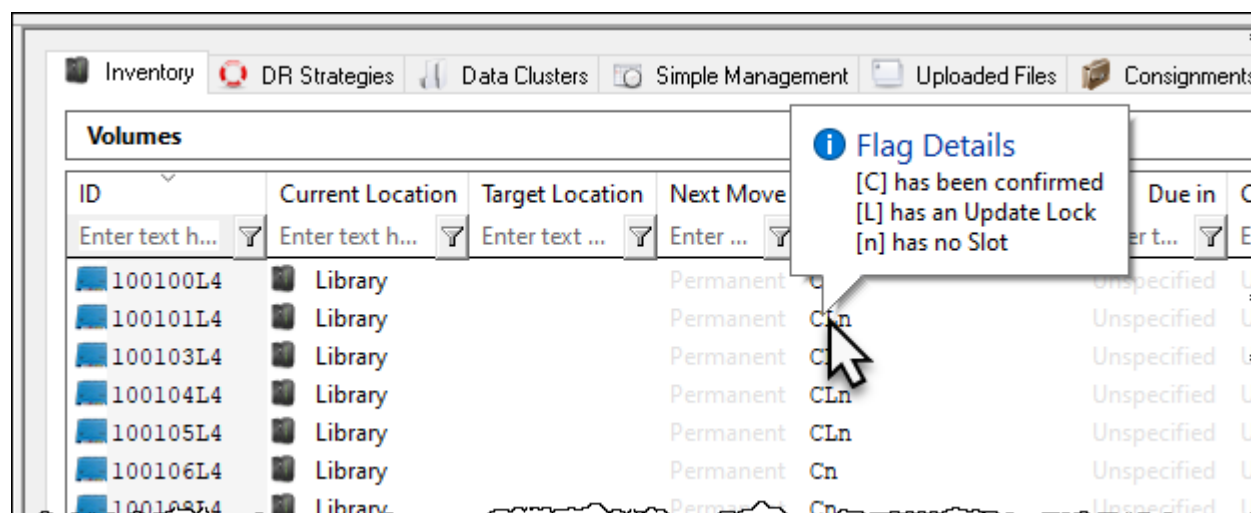 Inventory DR Strategies Data Clusters Simple Management Uploaded Files Consignments
Volumes
Flag Details
[C] has been confirmed
[L] has an Update Lock
[n] has no Slot
ID Current Location Target Location Next Move Due in
Enter text h... Enter text h... Enter text ... Enter ...
100100L4 Library Permanent Unspecified
100101L4 Library Permanent CLn Unspecified
100103L4 Library Permanent Unspecified
100104L4 Library Permanent CLn Unspecified
100105L4 Library Permanent CLn Unspecified
100106L4 Library Permanent Cn Unspecified
Library Cn Unspecified